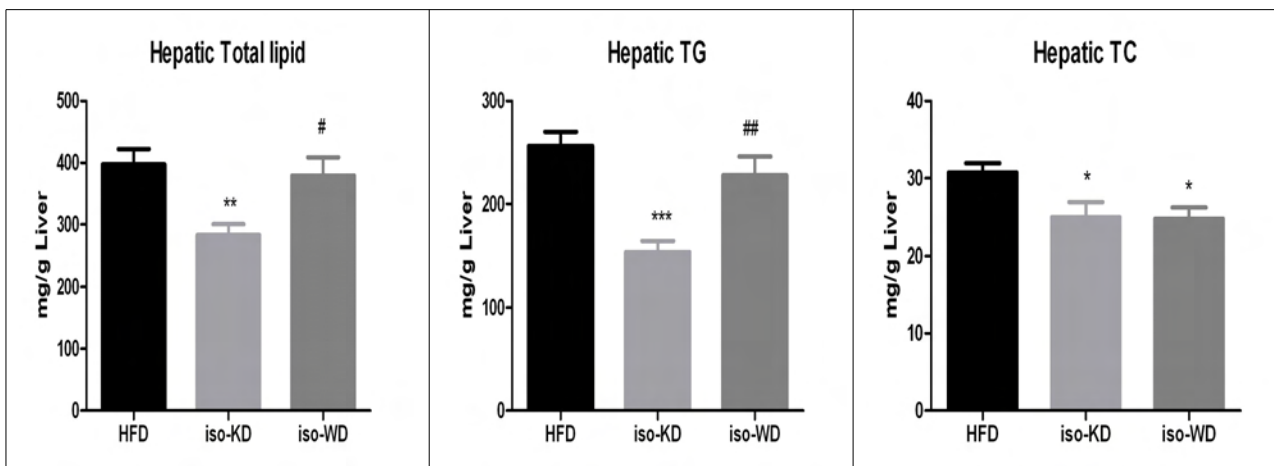 Hepatic Total lipid
500
400
300
200
100
0
mg/g Liver
**
#
HFD iso-KD iso-WD
Hepatic TG
300
200
100
0
mg/g Liver
***
##
HFD iso-KD iso-WD
Hepatic TC
40
30
20
10
0
mg/g Liver
*
*
HFD iso-KD iso-WD